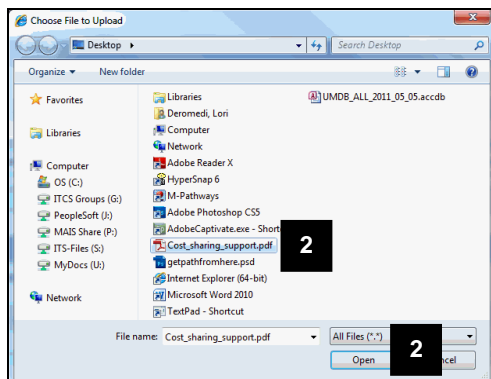 Choose File to Upload
Desktop
Search Desktop
Organize
New folder
Favorites
Libraries
Computer
OS (C:)
ITCS Groups (G:)
PeopleSoft (J:)
MAIS Share (P:)
ITS-Files (S:)
MyDocs (U:)
Network
Libraries
Deromedi, Lori
Computer
Network
Adobe Reader X
HyperSnap 6
M-Pathways
Adobe Photoshop CS5
AdobeCaptivate.exe - Short
Cost_sharing_support.pdf
2
getpathfromhere.psd
Internet Explorer (64-bit)
Microsoft Word 2010
TextPad - Shortcut
UMDB_ALL_2011_05_05.accdb
File name: Cost_sharing_support.pdf
All Files (*.*)
Open
2
ncel